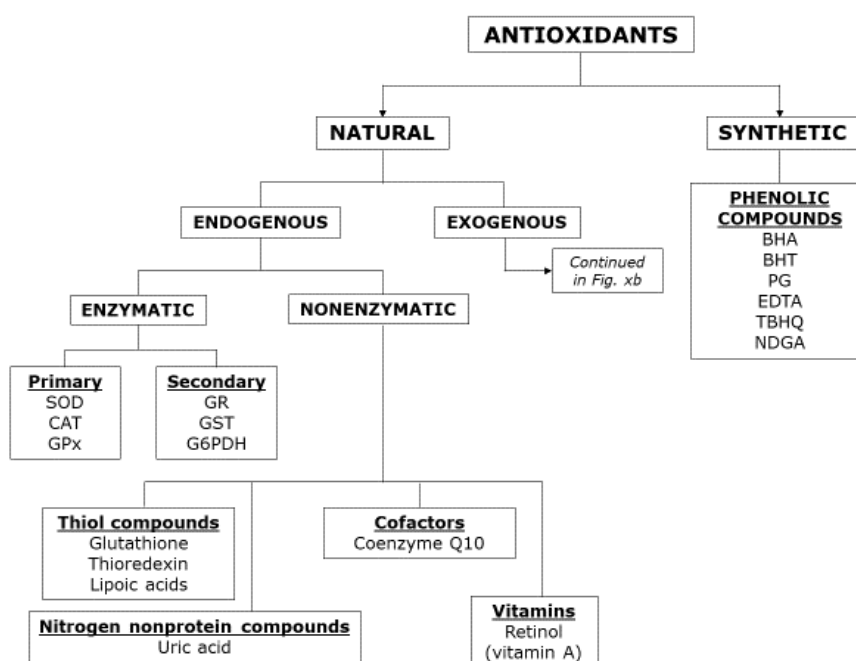 ANTIOXIDANTS
NATURAL
SYNTHETIC
ENDOGENOUS
EXOGENOUS
PHENOLIC
COMPOUNDS
BHA
BHT
PG
EDTA
TBHQ
NDGA
Continued
in Fig. xb
ENZYMATIC
NONENZYMATIC
Primary
SOD
CAT
GPx
Secondary
GR
GST
G6PDH
Thiol compounds
Glutathione
Thioredexin
Lipoic acids
Cofactors
Coenzyme Q10
Nitrogen nonprotein compounds
Uric acid
Vitamins
Retinol
(vitamin A)